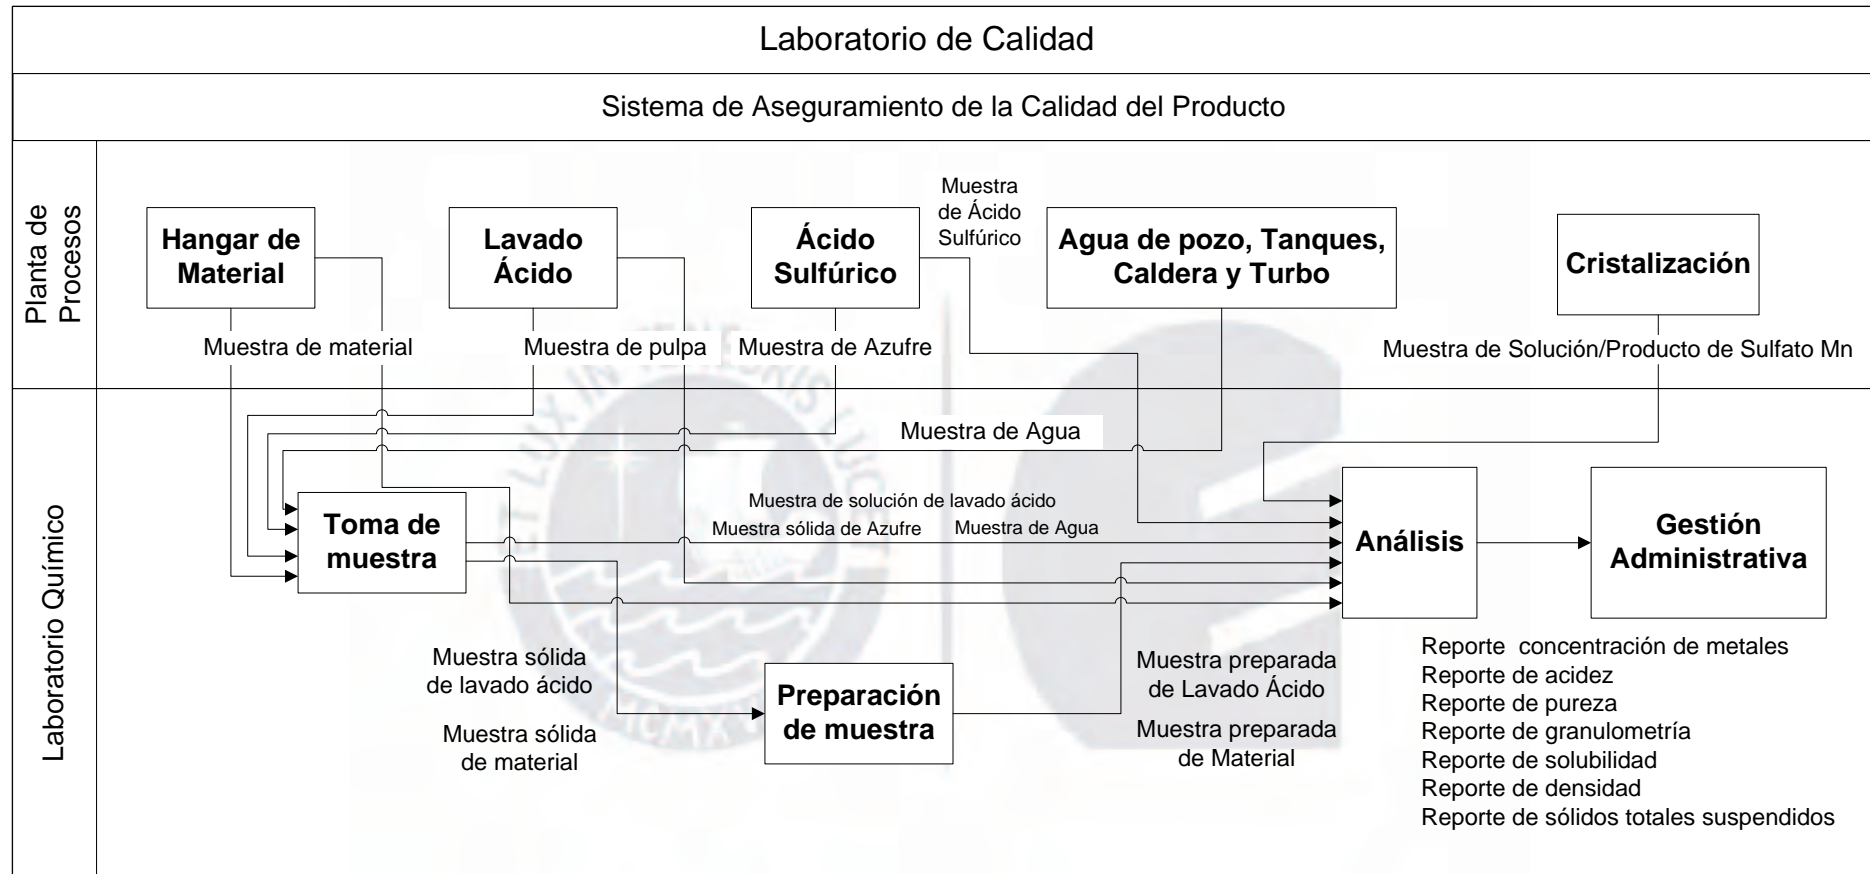 Laboratorio de Calidad
Sistema de Aseguramiento de la Calidad del Producto
Planta de
Procesos
Hangar de
Material
Lavado
Ácido
Ácido
Sulfúrico
Muestra
de Ácido
Sulfúrico
Agua de pozo, Tanques,
Caldera y Turbo
Cristalización
Muestra de material
Muestra de pulpa
Muestra de Azufre
Muestra de Solución/Producto de Sulfato Mn
Laboratorio Químico
Muestra de Agua
Toma de
muestra
Muestra de solución de lavado ácido
Muestra sólida de Azufre
Muestra de Agua
Análisis
Gestión
Administrativa
Muestra sólida
de lavado ácido
Muestra sólida
de material
Preparación
de muestra
Muestra preparada
de Lavado Ácido
Muestra preparada
de Material
Reporte  concentración de metales
Reporte de acidez
Reporte de pureza
Reporte de granulometría
Reporte de solubilidad
Reporte de densidad
Reporte de sólidos totales suspendidos